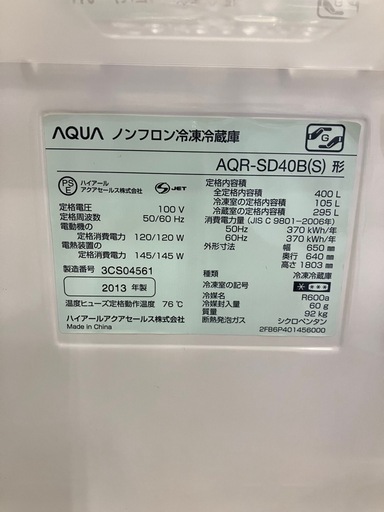 AQUA ノンフロン冷凍冷蔵庫
G
AQR-SD40B(S) 形
PS
E
ハイアール
アクアセールス株式会社
JET
定格電圧 100 V
定格周波数 50/60 Hz
電動機の
定格消費電力 120/120 W
電熱装置の
定格消費電力 145/145 W
製造番号 3CS04561
2013 年製
温度ヒューズ定格動作温度 76℃
ハイアールアクアセールス株式会社
Made in China
定格内容積
全定格内容積 400 L
冷凍室の定格内容積 105 L
冷蔵室の定格内容積 295 L
消費電力量 (JIS C 9801-2006年)
50Hz 370 kWh/年
60Hz 370 kWh/年
外形寸法 幅 650 mm
奥行 640 mm
高さ 1803 mm
種類 冷凍冷蔵庫
冷凍室の記号
冷媒名 R600a
冷媒封入量 60 g
質量 92 kg
断熱発泡ガス シクロペンタン
2FB6P401456000